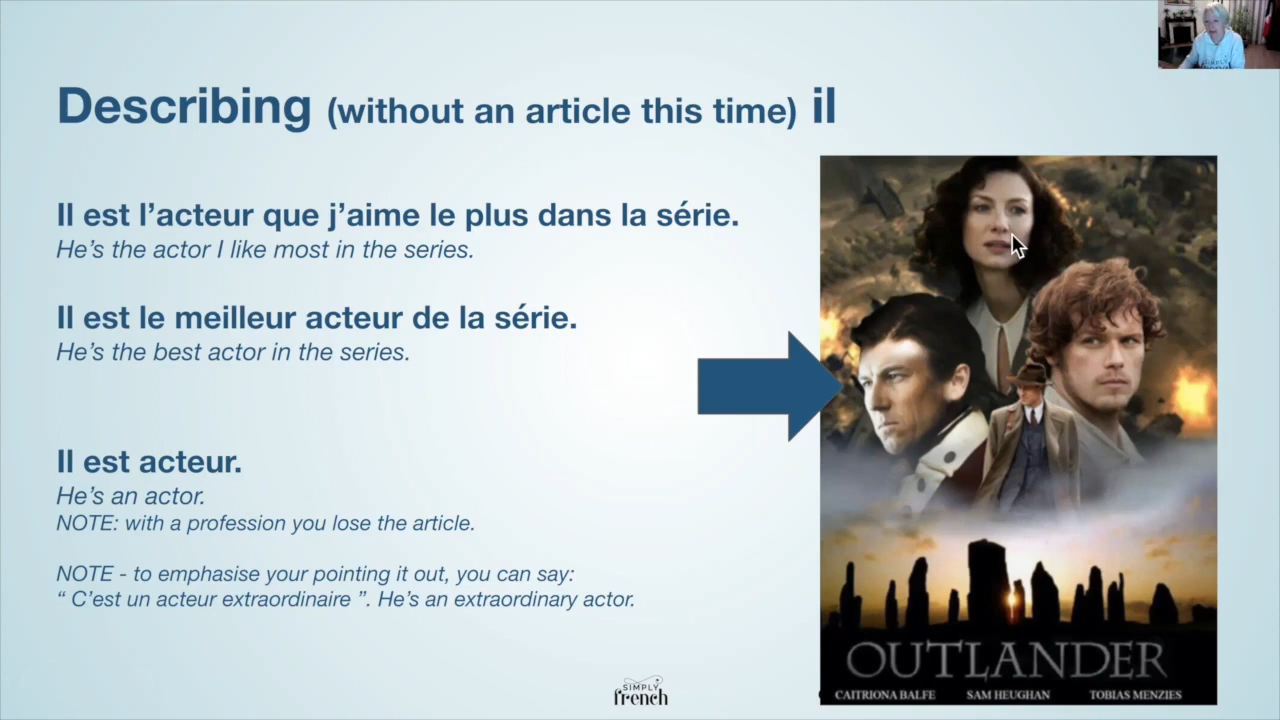 Describing (without an article this time) il
Il est l’acteur que j’aime le plus dans la série.
He’s the actor I like most in the series.
Il est le meilleur acteur de la série.
He’s the best actor in the series.
Il est acteur.
He’s an actor.
NOTE: with a profession you lose the article.
NOTE - to emphasise your pointing it out, you can say:
“ C’est un acteur extraordinaire ”. He’s an extraordinary actor.
OUTLANDER
CAITRIONA BALFE SAM HEUGHAN TOBIAS MENZIES
SIMPLY
french